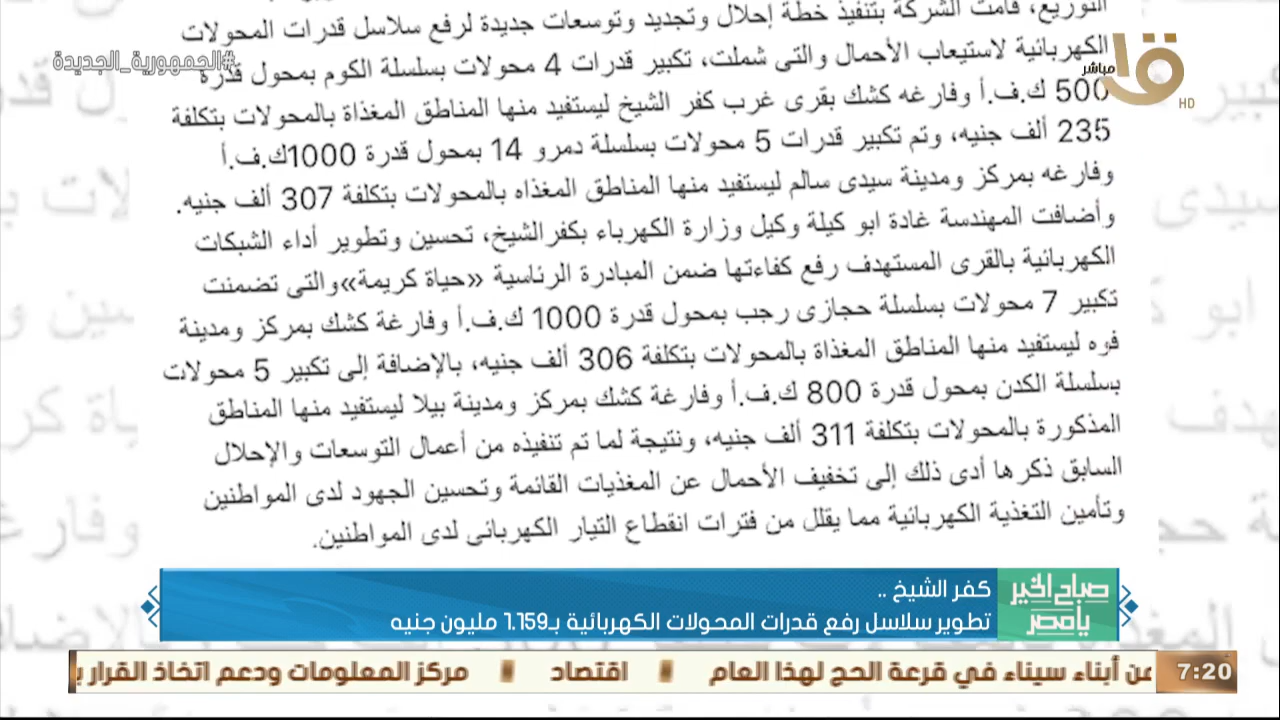 التوزيع، قامت الشركة بتنفيذ خطة إحلال وتجديد وتوسعات جديدة لرفع سلاسل قدرات المحولات
الكهربائية لاستيعاب الأحمال والتى شملت، تكبير قدرات 4 محولات بسلسلة الكوم بمحول قدرة
500 ك.ف.أ وفارغه كشك بقرى غرب كفر الشيخ ليستفيد منها المناطق المغذاة بالمحولات بتكلفة
235 ألف جنيه، وتم تكبير قدرات 5 محولات بسلسلة دمرو 14 بمحول قدرة 1000ك.ف.أ
وفارغه بمركز ومدينة سيدى سالم ليستفيد منها المناطق المغذاه بالمحولات بتكلفة 307 ألف جنيه.
وأضافت المهندسة غادة ابو كيلة وكيل وزارة الكهرباء بكفرالشيخ، تحسين وتطوير أداء الشبكات
الكهربائية بالقرى المستهدف رفع كفاءتها ضمن المبادرة الرئاسية «حياة كريمة»والتى تضمنت
تكبير 7 محولات بسلسلة حجازى رجب بمحول قدرة 1000 ك.ف.أ وفارغة كشك بمركز ومدينة
فوه ليستفيد منها المناطق المغذاة بالمحولات بتكلفة 306 ألف جنيه، بالإضافة إلى تكبير 5 محولات
بسلسلة الكدن بمحول قدرة 800 ك.ف.أ وفارغة كشك بمركز ومدينة بيلا ليستفيد منها المناطق
المذكورة بالمحولات بتكلفة 311 ألف جنيه، ونتيجة لما تم تنفيذه من أعمال التوسعات والإحلال
السابق ذكرها أدى ذلك إلى تخفيف الأحمال عن المغذيات القائمة وتحسين الجهود لدى المواطنين
وتأمين التغذية الكهربائية مما يقلل من فترات انقطاع التيار الكهربائى لدى المواطنين.
#الجمهورية_الجديدة
مباشر
HD
صباح الخير
يا مصر
كفر الشيخ ..
تطوير سلاسل رفع قدرات المحولات الكهربائية بـ1.159 مليون جنيه
7:20 عن أبناء سيناء في قرعة الحج لهذا العام اقتصاد مركز المعلومات ودعم اتخاذ القرار